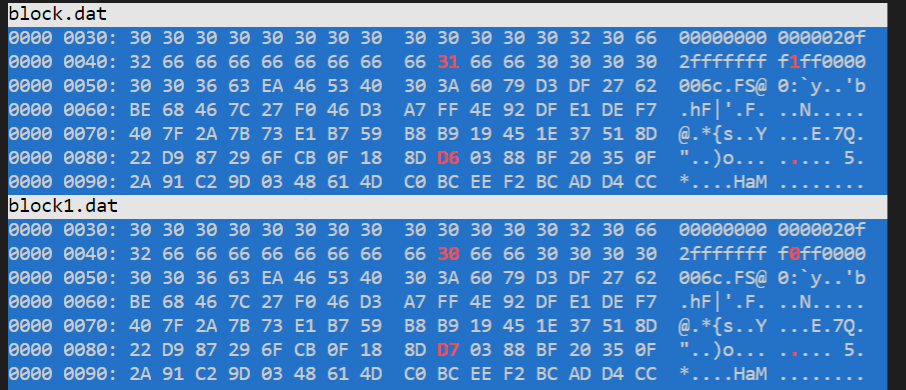 block.dat
0000 0030: 30 30 30 30 30 30 30 30  30 30 30 30 30 32 30 66  00000000 0000020f
0000 0040: 32 66 66 66 66 66 66 66  66 31 66 66 30 30 30 30  2fffffff f1ff0000
0000 0050: 30 30 36 63 EA 46 53 40  30 3A 60 79 D3 DF 27 62  006c.FS@ 0:`y..'b
0000 0060: BE 68 46 7C 27 F0 46 D3  A7 FF 4E 92 DF E1 DE F7  .hF|'.F. ..N.....
0000 0070: 40 7F 2A 7B 73 E1 B7 59  B8 B9 19 45 1E 37 51 8D  @.*{s..Y ...E.7Q.
0000 0080: 22 D9 87 29 6F CB 0F 18  8D D6 03 88 BF 20 35 0F  "..)o... ..... 5.
0000 0090: 2A 91 C2 9D 03 48 61 4D  C0 BC EE F2 BC AD D4 CC  *....HaM ........
block1.dat
0000 0030: 30 30 30 30 30 30 30 30  30 30 30 30 30 32 30 66  00000000 0000020f
0000 0040: 32 66 66 66 66 66 66 66  66 30 66 66 30 30 30 30  2fffffff f0ff0000
0000 0050: 30 30 36 63 EA 46 53 40  30 3A 60 79 D3 DF 27 62  006c.FS@ 0:`y..'b
0000 0060: BE 68 46 7C 27 F0 46 D3  A7 FF 4E 92 DF E1 DE F7  .hF|'.F. ..N.....
0000 0070: 40 7F 2A 7B 73 E1 B7 59  B8 B9 19 45 1E 37 51 8D  @.*{s..Y ...E.7Q.
0000 0080: 22 D9 87 29 6F CB 0F 18  8D D7 03 88 BF 20 35 0F  "..)o... ..... 5.
0000 0090: 2A 91 C2 9D 03 48 61 4D  C0 BC EE F2 BC AD D4 CC  *....HaM ........